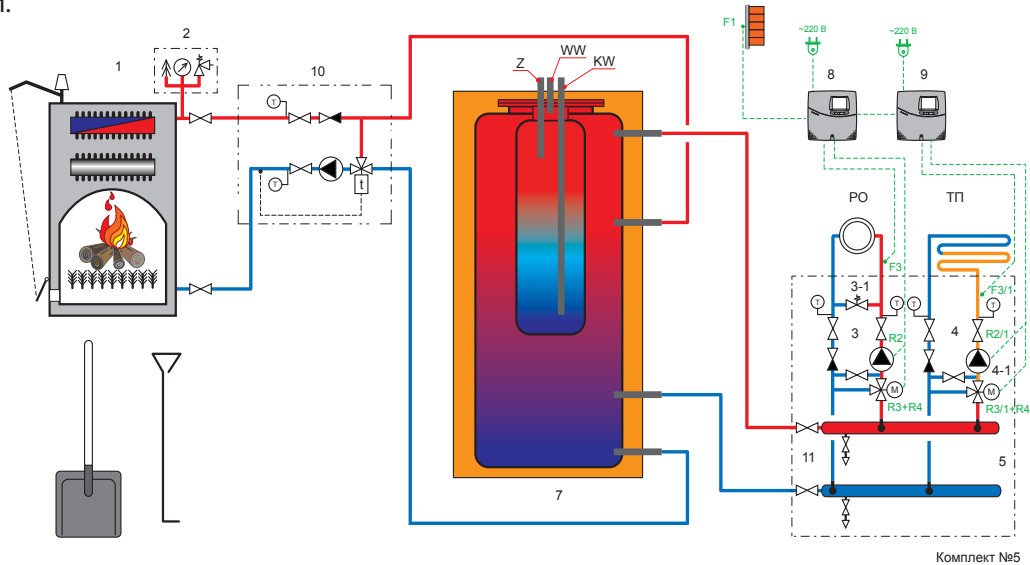 1.
1
2
10
T
T
t
Z
WW
KW
7
F1
~220 В
~220 В
8
9
РО
ТП
F3
F3/1
3-1
T
T
T
T
3
R2
4
R2/1
4-1
M
M
R3+R4
R3/1+R4
11
5
Комплект №5